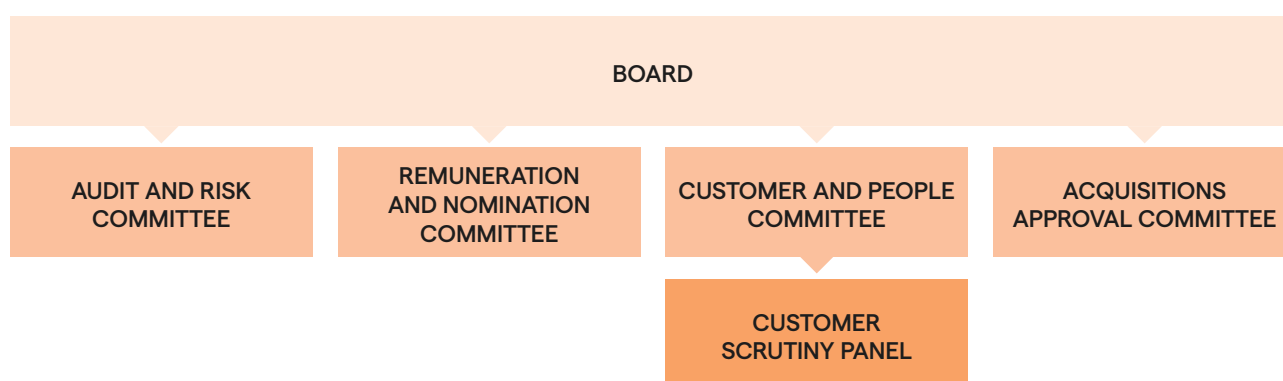 BOARD
AUDIT AND RISK
COMMITTEE
REMUNERATION
AND NOMINATION
COMMITTEE
CUSTOMER AND PEOPLE
COMMITTEE
ACQUISITIONS
APPROVAL COMMITTEE
CUSTOMER
SCRUTINY PANEL